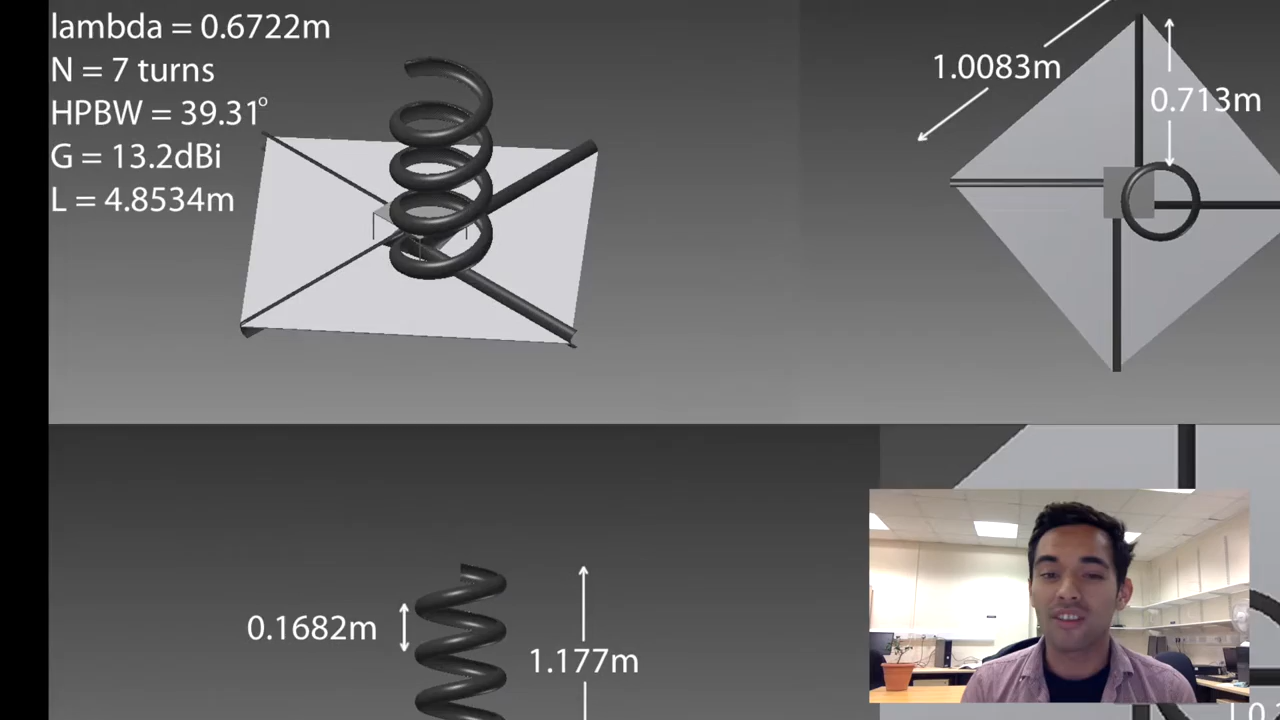 lambda = 0.6722m
N = 7 turns
HPBW = 39.31°
G = 13.2dBi
L = 4.8534m
1.0083m
0.713m
0.1682m
1.177m